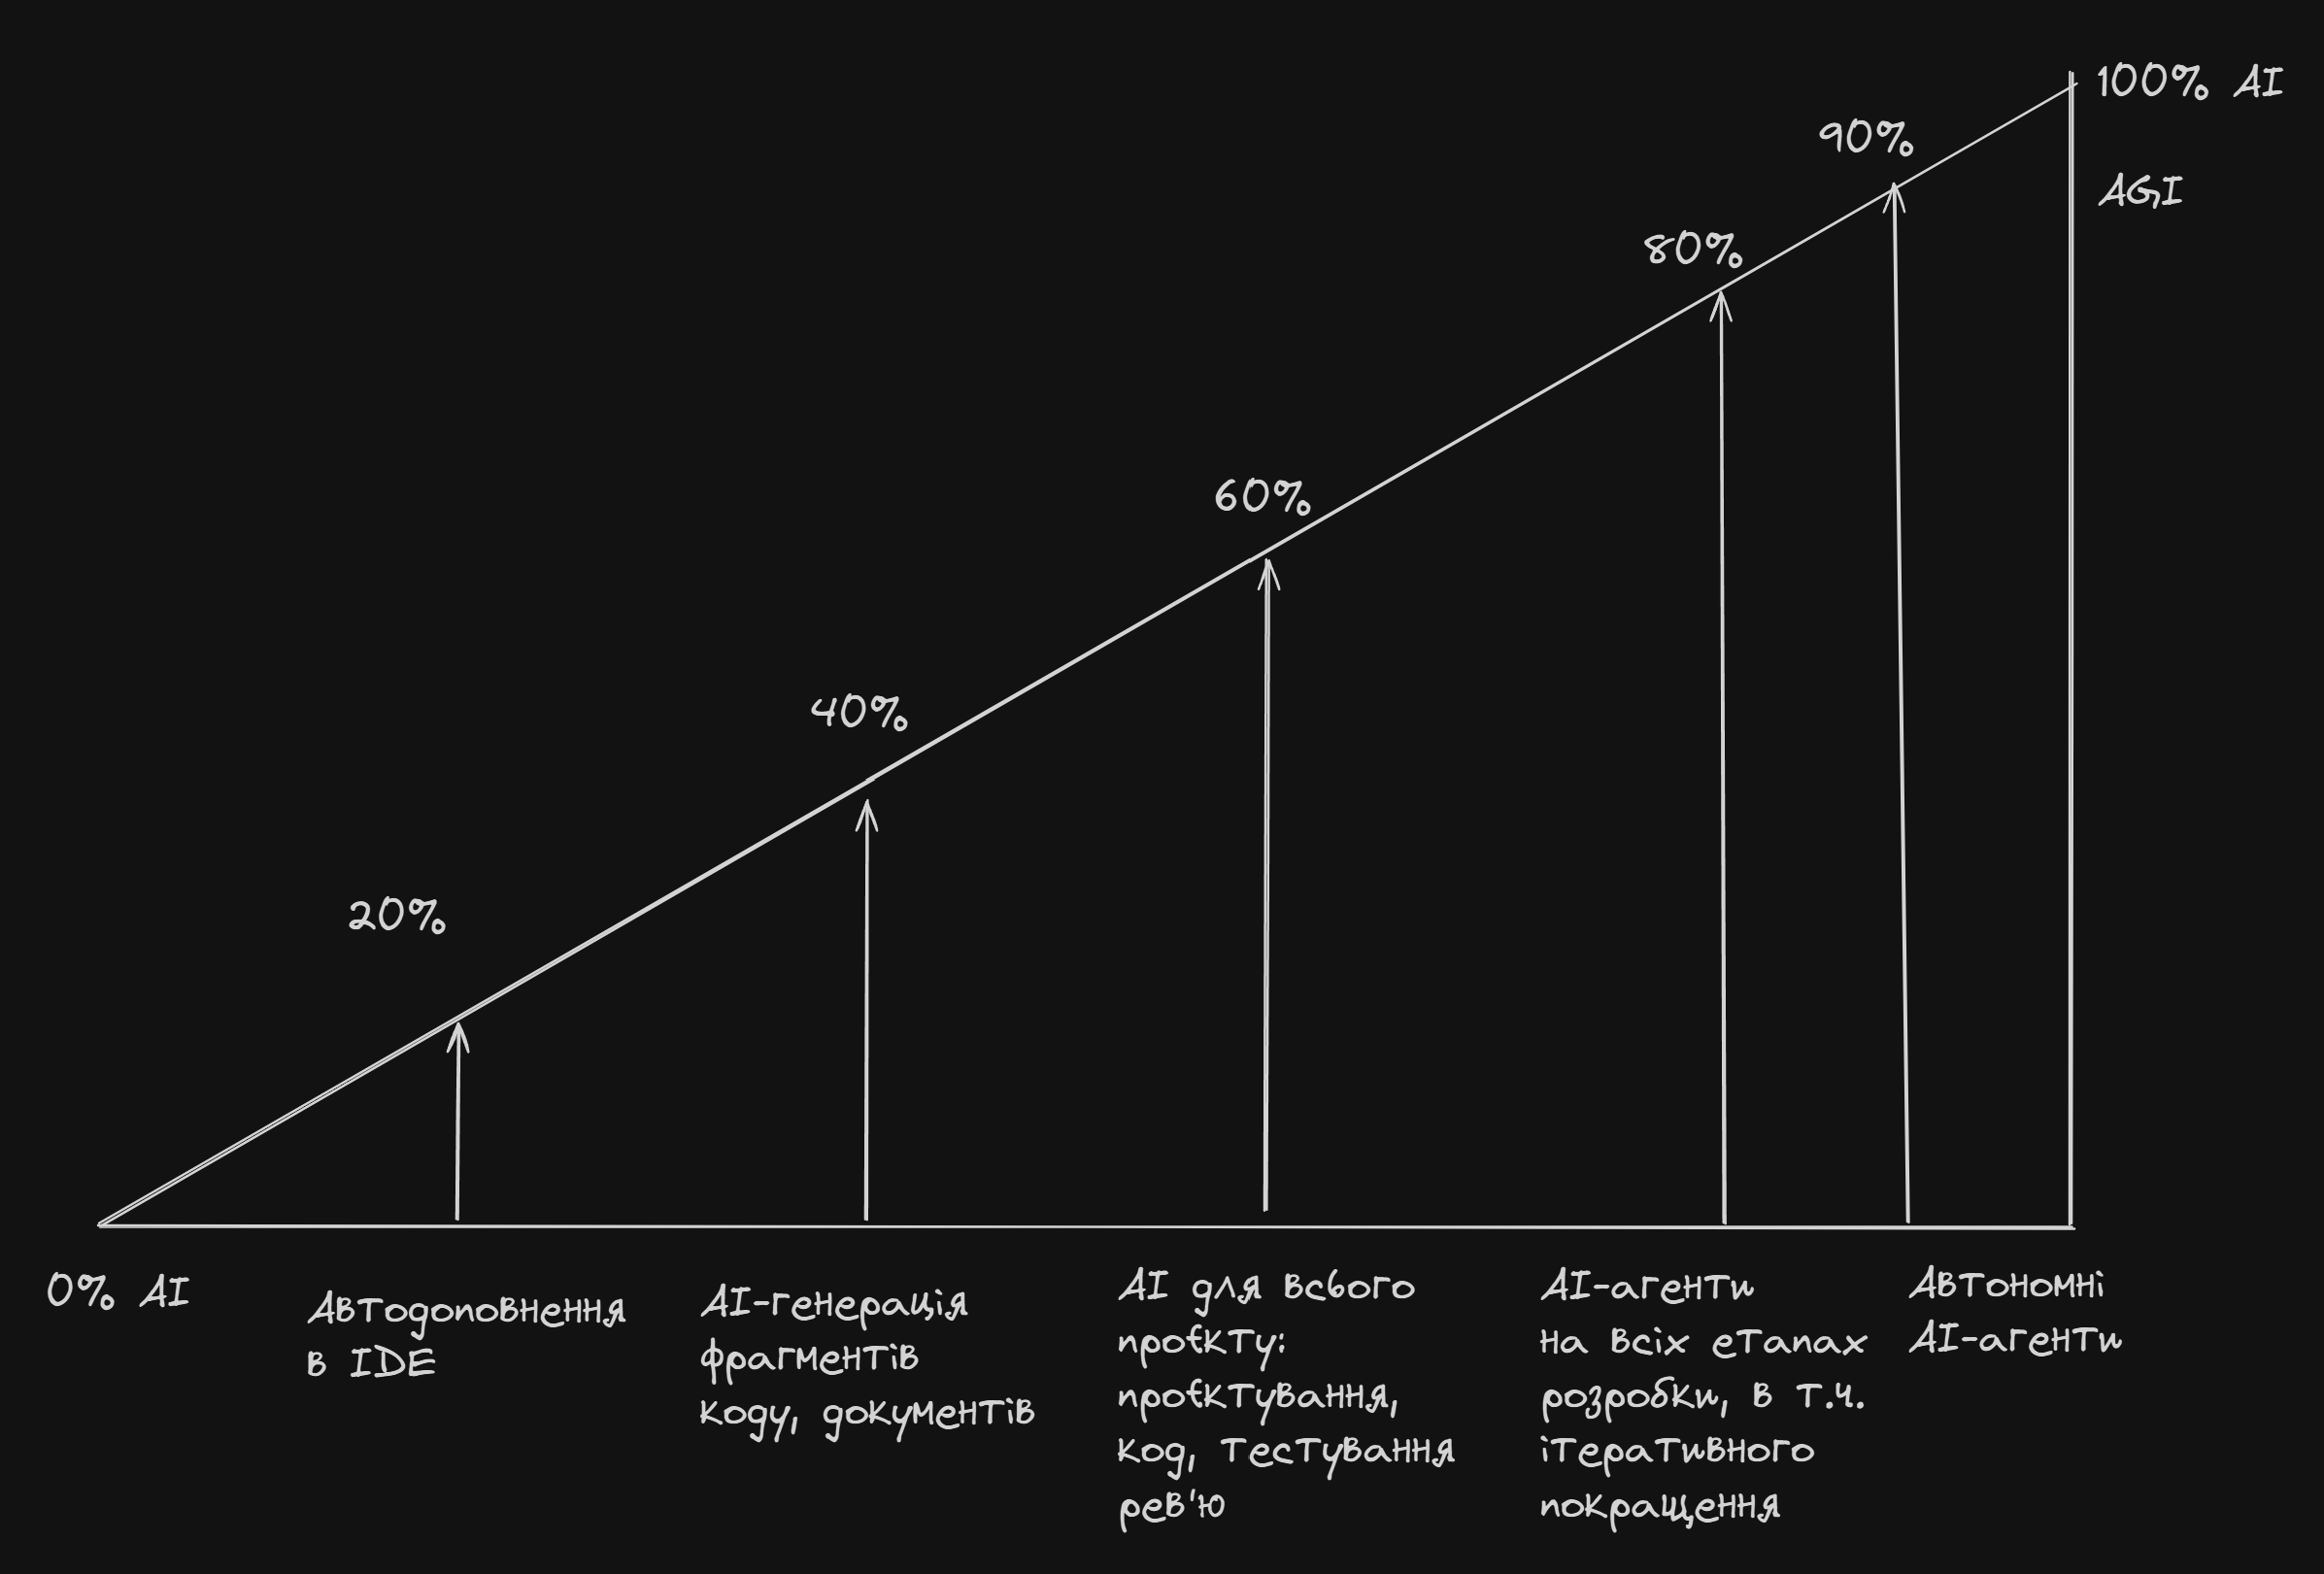 100% AI
90%
AGI
80%
60%
40%
20%
0% AI
Автодоповнення
в IDE
AI-генерація
фрагментів
коду, документів
AI для всього
проєкту:
проєктування,
код, тестування
рев'ю
AI-агенти
на всіх етапах
розробки, в т.ч.
ітеративного
покращення
Автономні
AI-агенти